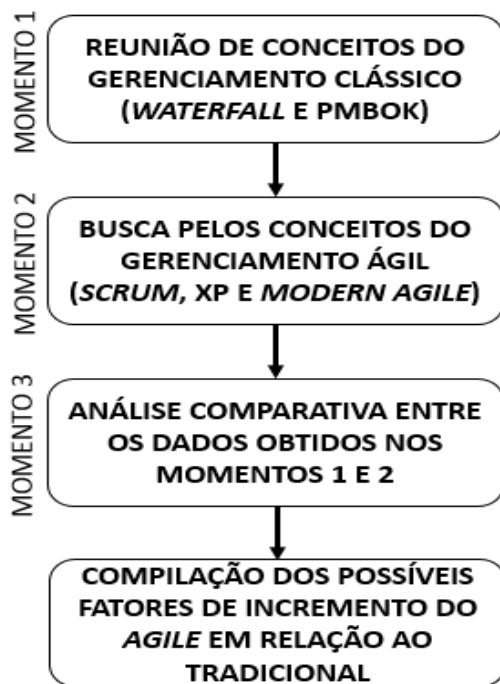 MOMENTO 1
REUNIÃO DE CONCEITOS DO
GERENCIAMENTO CLÁSSICO
(WATERFALL E PMBOK)
MOMENTO 2
BUSCA PELOS CONCEITOS DO
GERENCIAMENTO ÁGIL
(SCRUM, XP E MODERN AGILE)
MOMENTO 3
ANÁLISE COMPARATIVA ENTRE
OS DADOS OBTIDOS NOS
MOMENTOS 1 E 2
COMPILAÇÃO DOS POSSÍVEIS
FATORES DE INCREMENTO DO
AGILE EM RELAÇÃO AO
TRADICIONAL